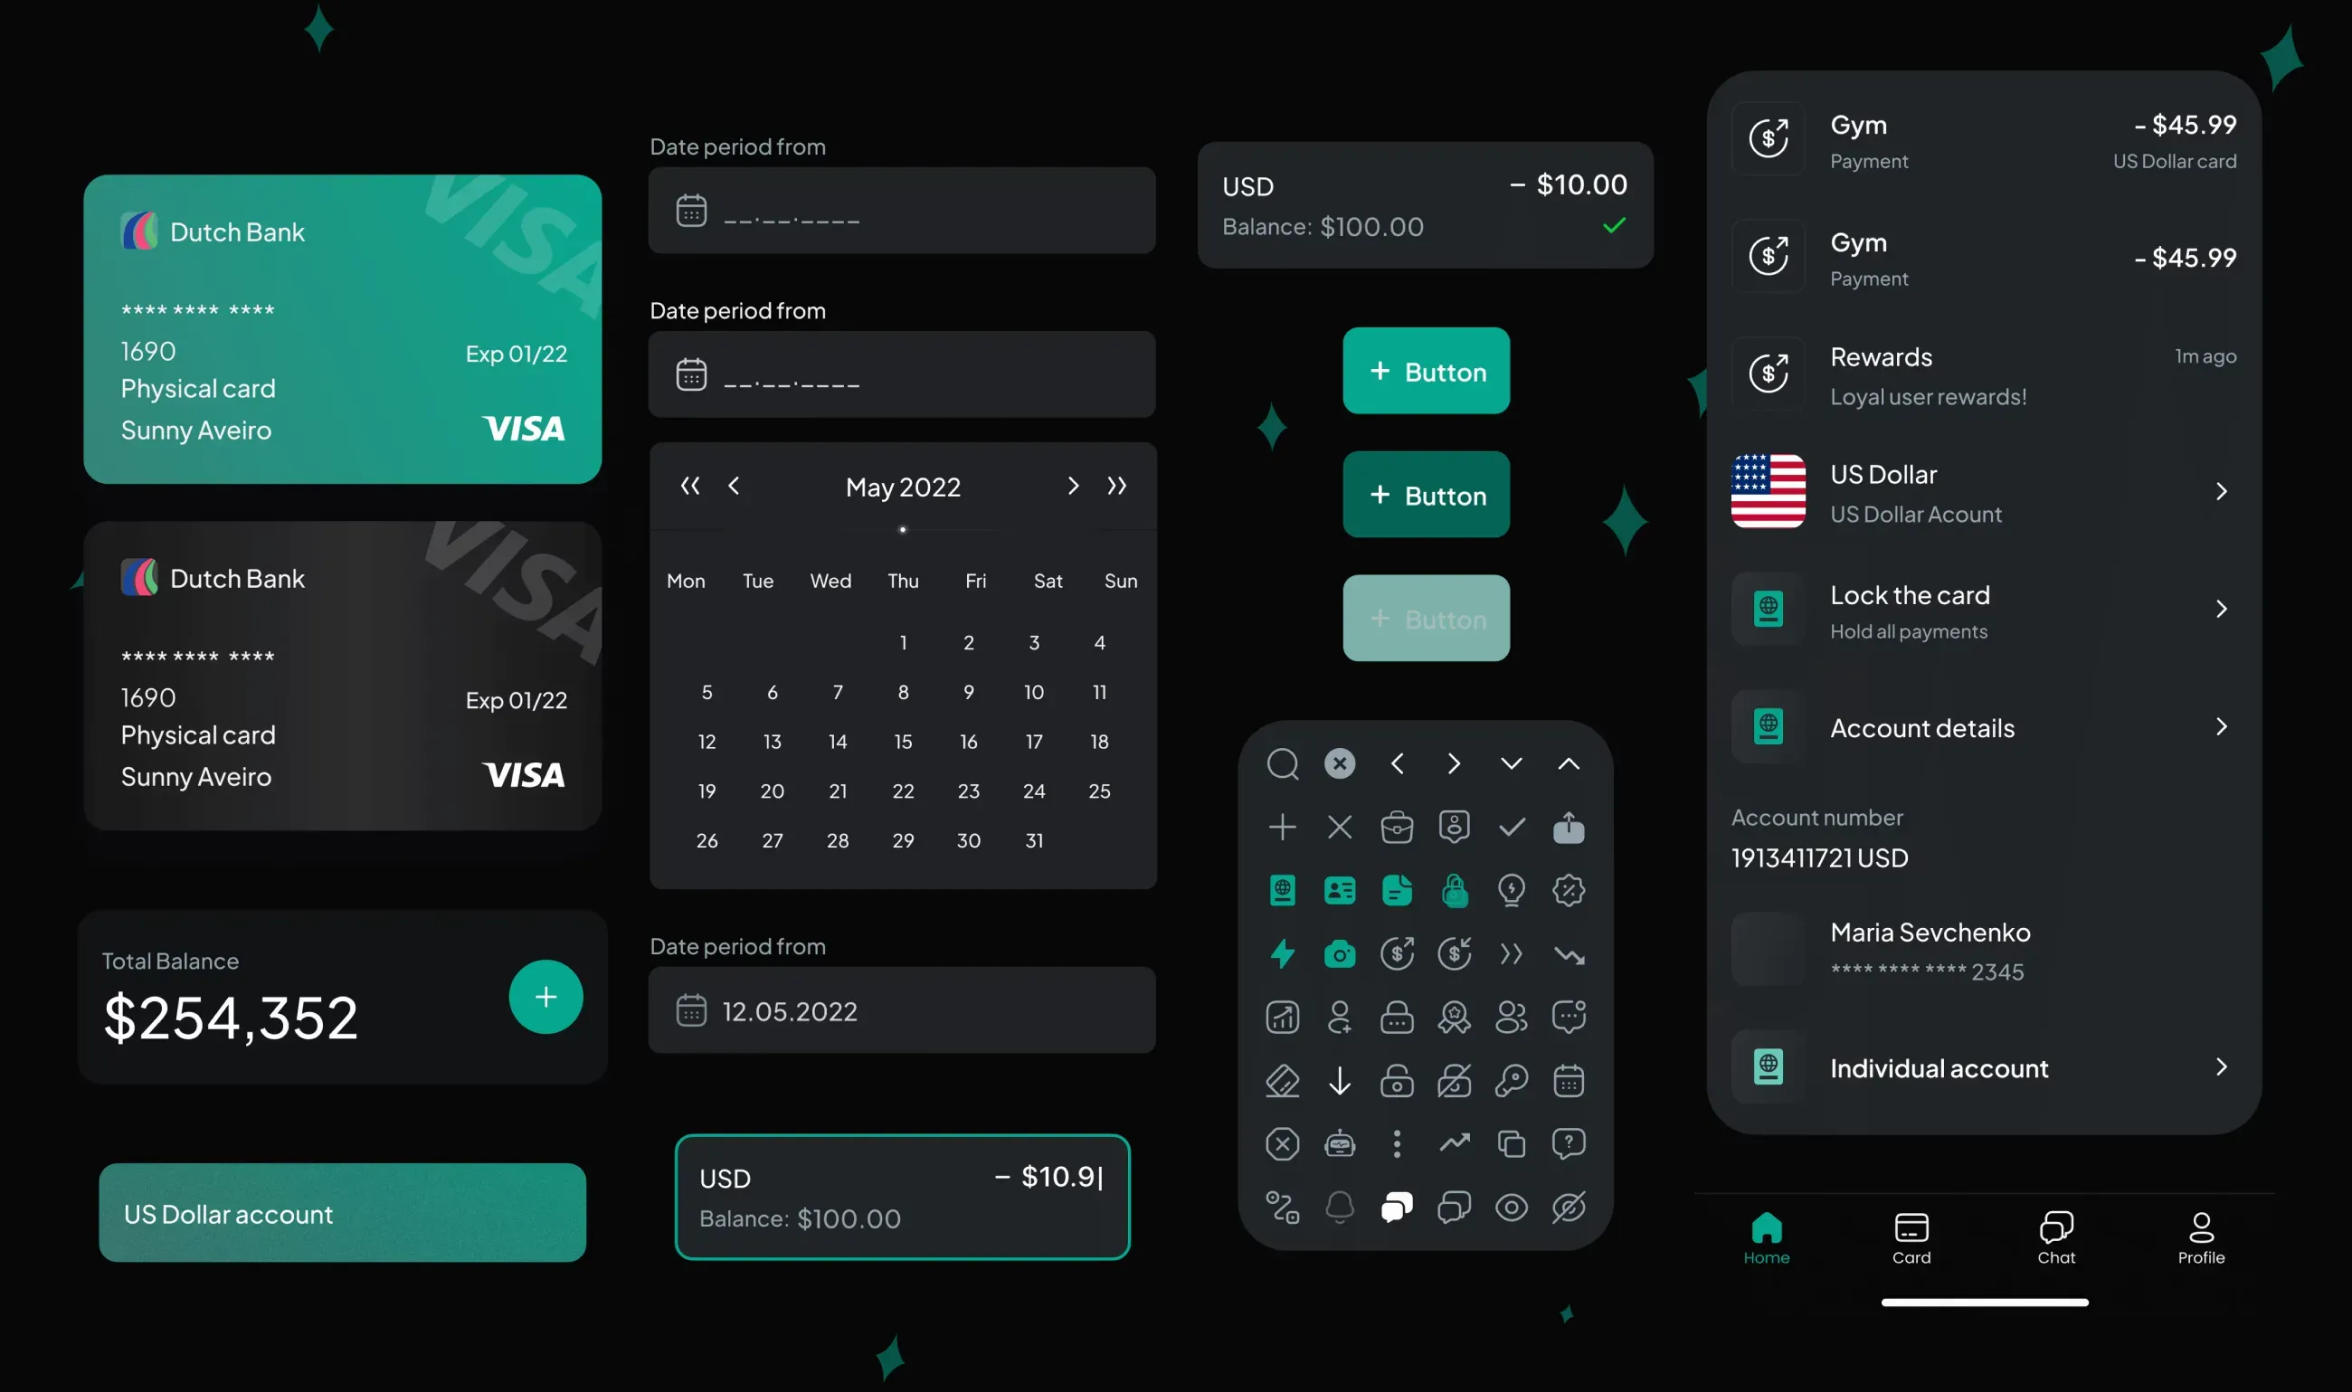 VISA
Dutch Bank
**** **** ****
1690
Exp 01/22
Physical card
Sunny Aveiro
VISA
VISA
Dutch Bank
**** **** ****
1690
Exp 01/22
Physical card
Sunny Aveiro
VISA
Total Balance
$254,352
+
US Dollar account
Date period from
__.__.____
Date period from
__.__.____
May 2022
Mon Tue Wed Thu Fri Sat Sun
1 2 3 4
5 6 7 8 9 10 11
12 13 14 15 16 17 18
19 20 21 22 23 24 25
26 27 28 29 30 31
Date period from
12.05.2022
USD – $10.9|
Balance: $100.00
USD – $10.00
Balance: $100.00
+ Button
+ Button
+ Button
Gym - $45.99
Payment US Dollar card
Gym
- $45.99
Payment
Rewards 1m ago
Loyal user rewards!
US Dollar
US Dollar Acount
Lock the card
Hold all payments
Account details
Account number
1913411721 USD
Maria Sevchenko
**** **** **** 2345
Individual account
Home Card Chat Profile